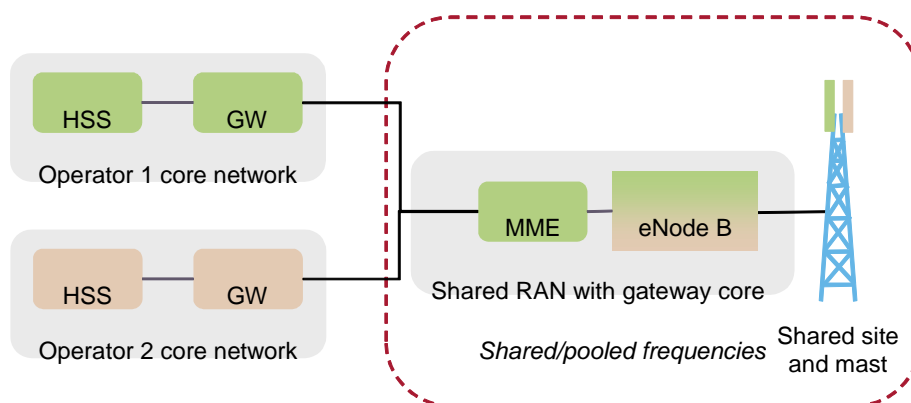 HSS
GW
Operator 1 core network
HSS
GW
Operator 2 core network
MME
eNode B
Shared RAN with gateway core
Shared/pooled frequencies
Shared site
and mast